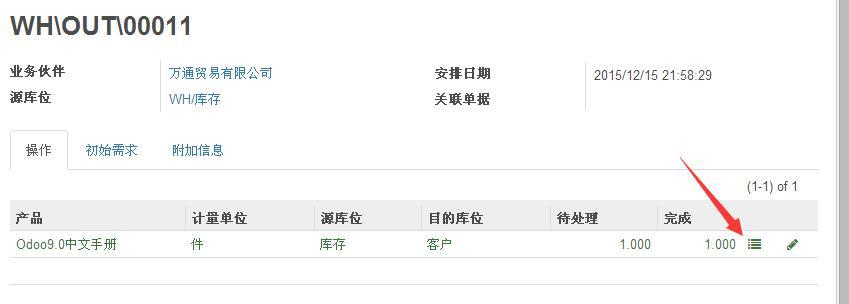 WH\OUT\00011
业务伙伴 万通贸易有限公司 安排日期 2015/12/15 21:58:29
源库位 WH/库存 关联单据
操作 初始需求 附加信息
(1-1) of 1
产品 计量单位 源库位 目的库位 待处理 完成
Odoo9.0中文手册 件 库存 客户 1.000 1.000